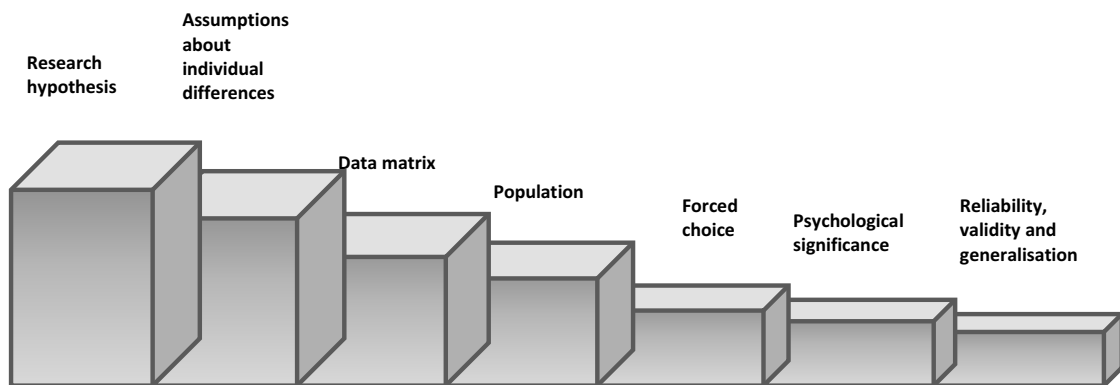 Research
hypothesis
Assumptions
about
individual
differences
Data matrix
Population
Forced
choice
Psychological
significance
Reliability,
validity and
generalisation